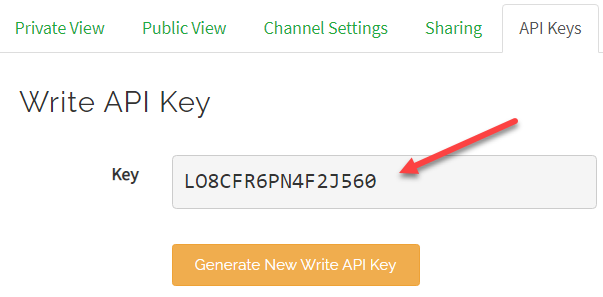 Private View Public View Channel Settings Sharing API Keys
Write API Key
Key LO8CFR6PN4F2J560
Generate New Write API Key